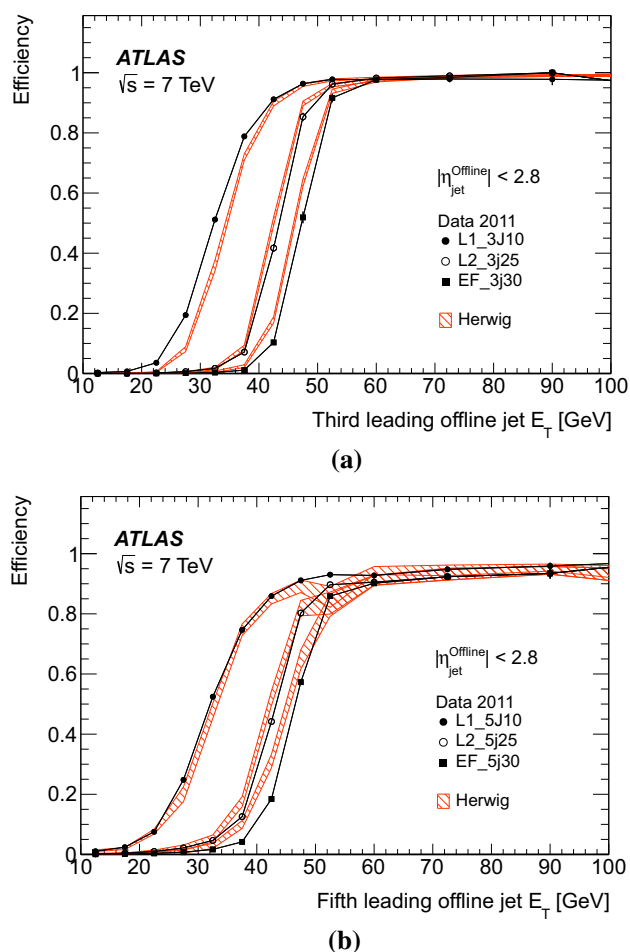 ATLAS
√s = 7 TeV
Efficiency
1
0.8
0.6
0.4
0.2
0
|η^Offline_jet| < 2.8
Data 2011
L1_3J10
L2_3j25
EF_3j30
Herwig
10 20 30 40 50 60 70 80 90 100
Third leading offline jet E_T [GeV]
(a)
ATLAS
√s = 7 TeV
Efficiency
1
0.8
0.6
0.4
0.2
0
|η^Offline_jet| < 2.8
Data 2011
L1_5J10
L2_5j25
EF_5j30
Herwig
10 20 30 40 50 60 70 80 90 100
Fifth leading offline jet E_T [GeV]
(b)